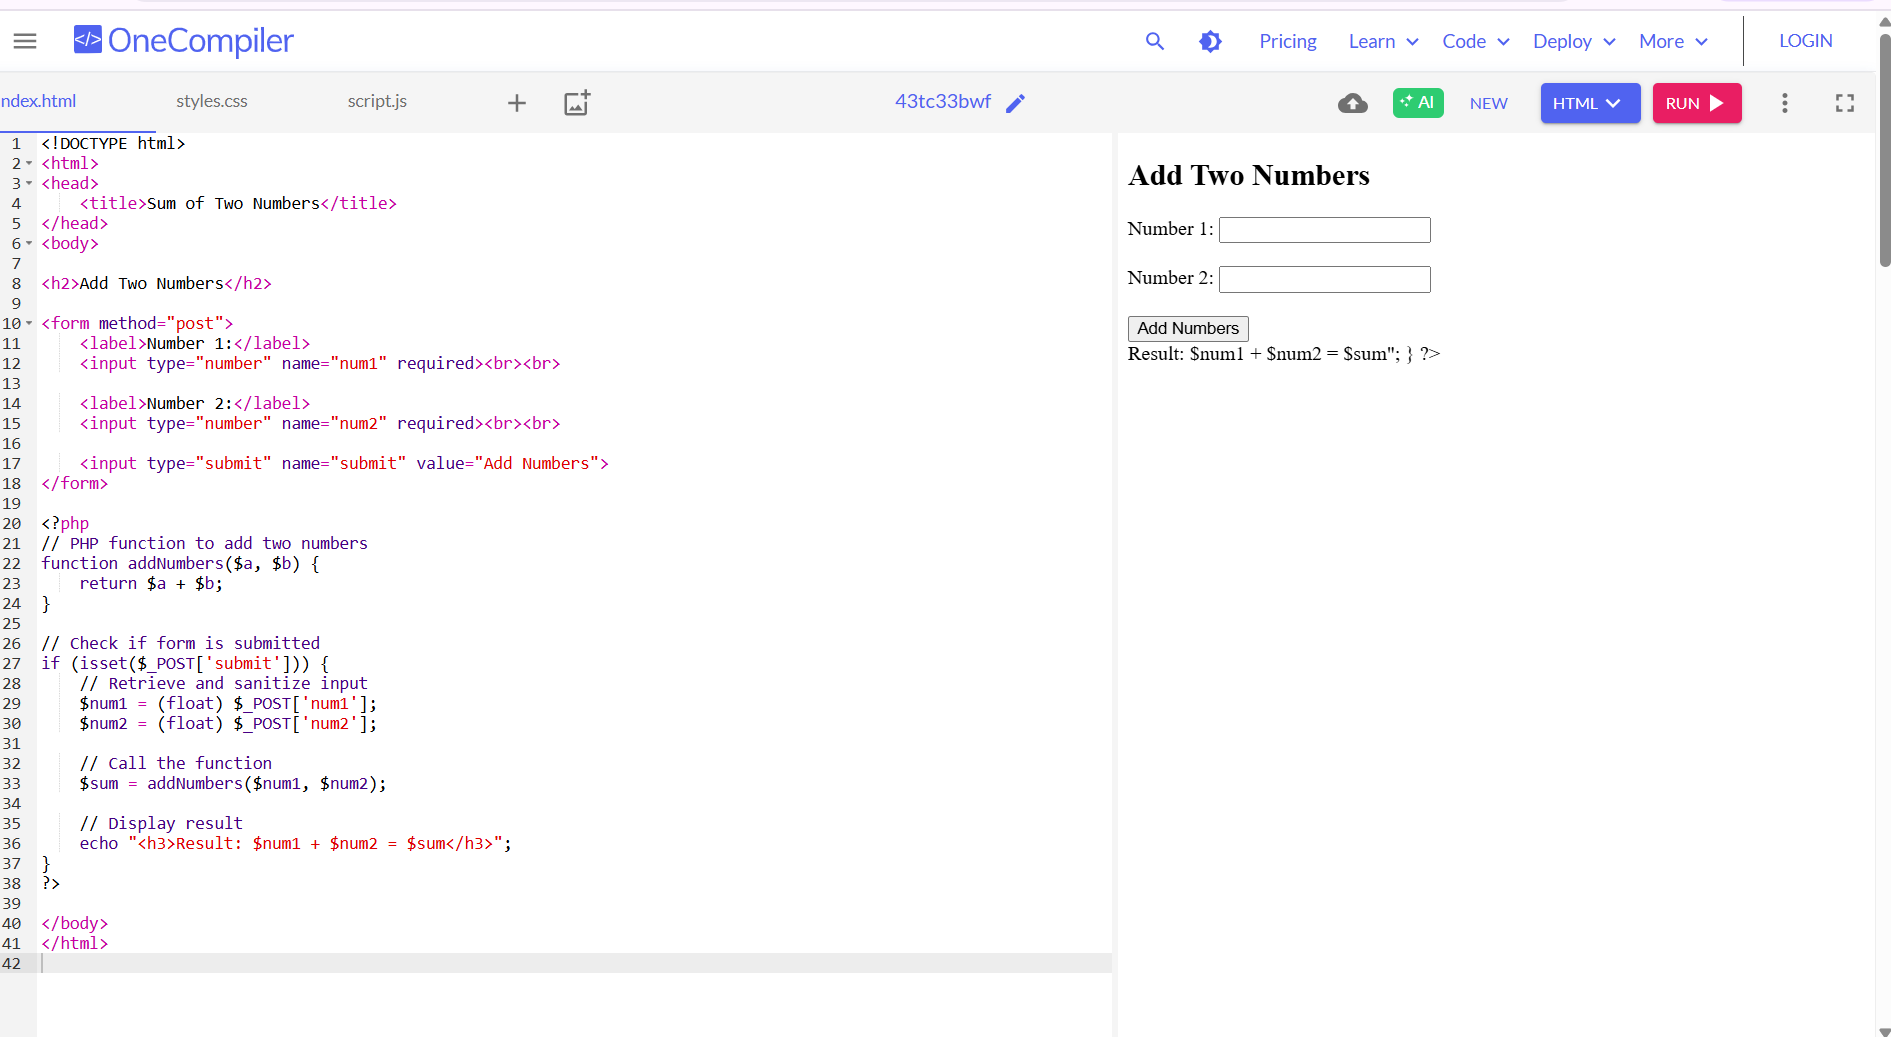 </> OneCompiler
Pricing
Learn
Code
Deploy
More
LOGIN
ndex.html
styles.css
script.js
43tc33bwf
AI
NEW
HTML
RUN
1 <!DOCTYPE html>
2 <html>
3 <head>
4     <title>Sum of Two Numbers</title>
5 </head>
6 <body>
7
8 <h2>Add Two Numbers</h2>
9
10 <form method="post">
11     <label>Number 1:</label>
12     <input type="number" name="num1" required><br><br>
13
14     <label>Number 2:</label>
15     <input type="number" name="num2" required><br><br>
16
17     <input type="submit" name="submit" value="Add Numbers">
18 </form>
19
20 <?php
21 // PHP function to add two numbers
22 function addNumbers($a, $b) {
23     return $a + $b;
24 }
25
26 // Check if form is submitted
27 if (isset($_POST['submit'])) {
28     // Retrieve and sanitize input
29     $num1 = (float) $_POST['num1'];
30     $num2 = (float) $_POST['num2'];
31
32     // Call the function
33     $sum = addNumbers($num1, $num2);
34
35     // Display result
36     echo "<h3>Result: $num1 + $num2 = $sum</h3>";
37 }
38 ?>
39
40 </body>
41 </html>
42
Add Two Numbers
Number 1:
Number 2:
Add Numbers
Result: $num1 + $num2 = $sum"; } ?>